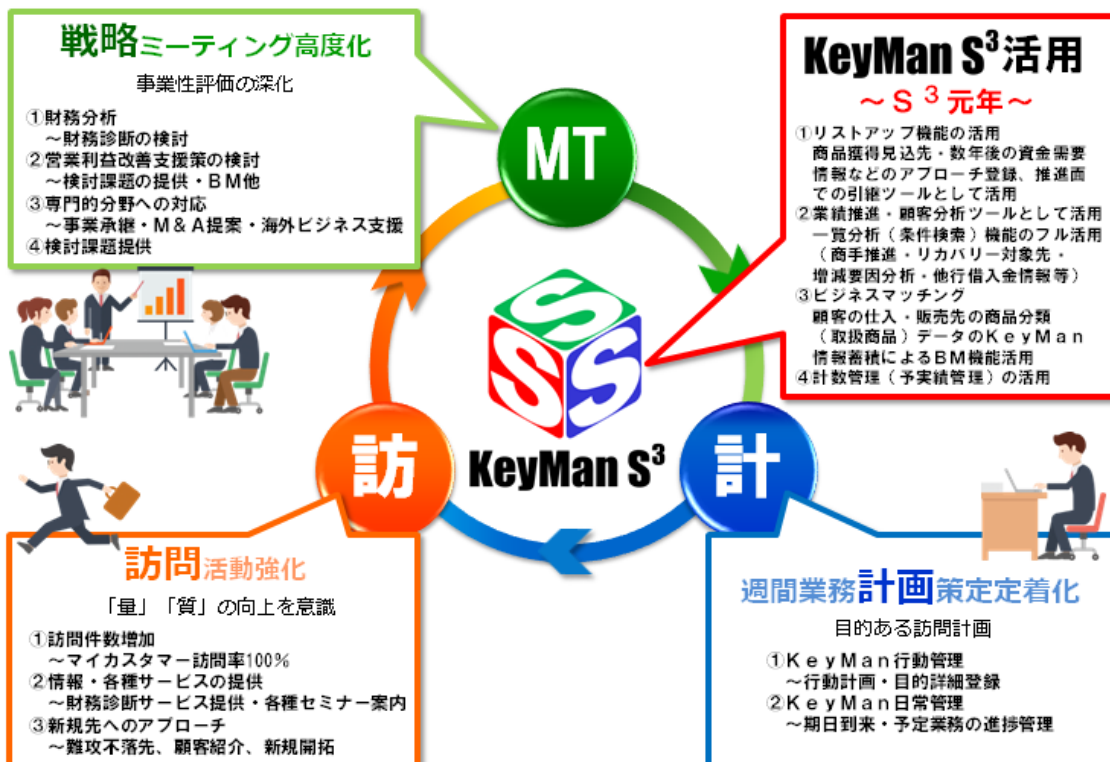 戦略ミーティング高度化
事業性評価の深化
①財務分析
～財務診断の検討
②営業利益改善支援策の検討
～検討課題の提供・ＢＭ他
③専門的分野への対応
～事業承継・Ｍ＆Ａ提案・海外ビジネス支援
④検討課題提供
MT
KeyMan S³活用
～Ｓ³元年～
①リストアップ機能の活用
商品獲得見込先・数年後の資金需要
情報などのアプローチ登録、推進面
での引継ツールとして活用
②業績推進・顧客分析ツールとして活用
一覧分析（条件検索）機能のフル活用
（商手推進・リカバリー対象先・
増減要因分析・他行借入金情報等）
③ビジネスマッチング
顧客の仕入・販売先の商品分類
（取扱商品）データのＫｅｙＭａｎ
情報蓄積によるＢＭ機能活用
④計数管理（予実績管理）の活用
S S S
KeyMan S³
訪
計
訪問活動強化
「量」「質」の向上を意識
①訪問件数増加
～マイカスタマー訪問率100％
②情報・各種サービスの提供
～財務診断サービス提供・各種セミナー案内
③新規先へのアプローチ
～難攻不落先、顧客紹介、新規開拓
週間業務計画策定定着化
目的ある訪問計画
①ＫｅｙＭａｎ行動管理
～行動計画・目的詳細登録
②ＫｅｙＭａｎ日常管理
～期日到来・予定業務の進捗管理